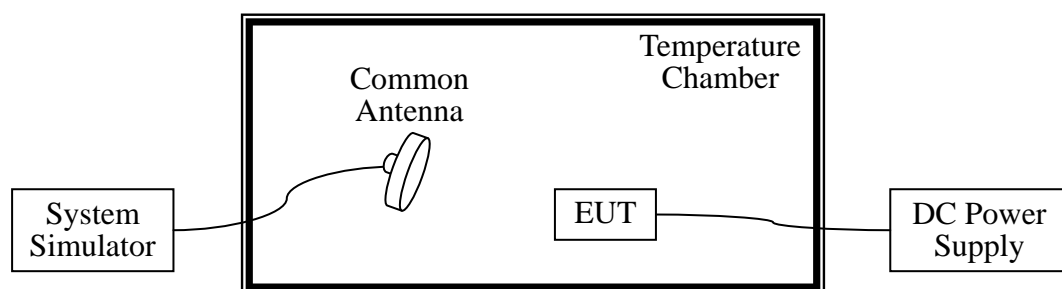 Temperature
Chamber
Common
Antenna
System
Simulator
EUT
DC Power
Supply